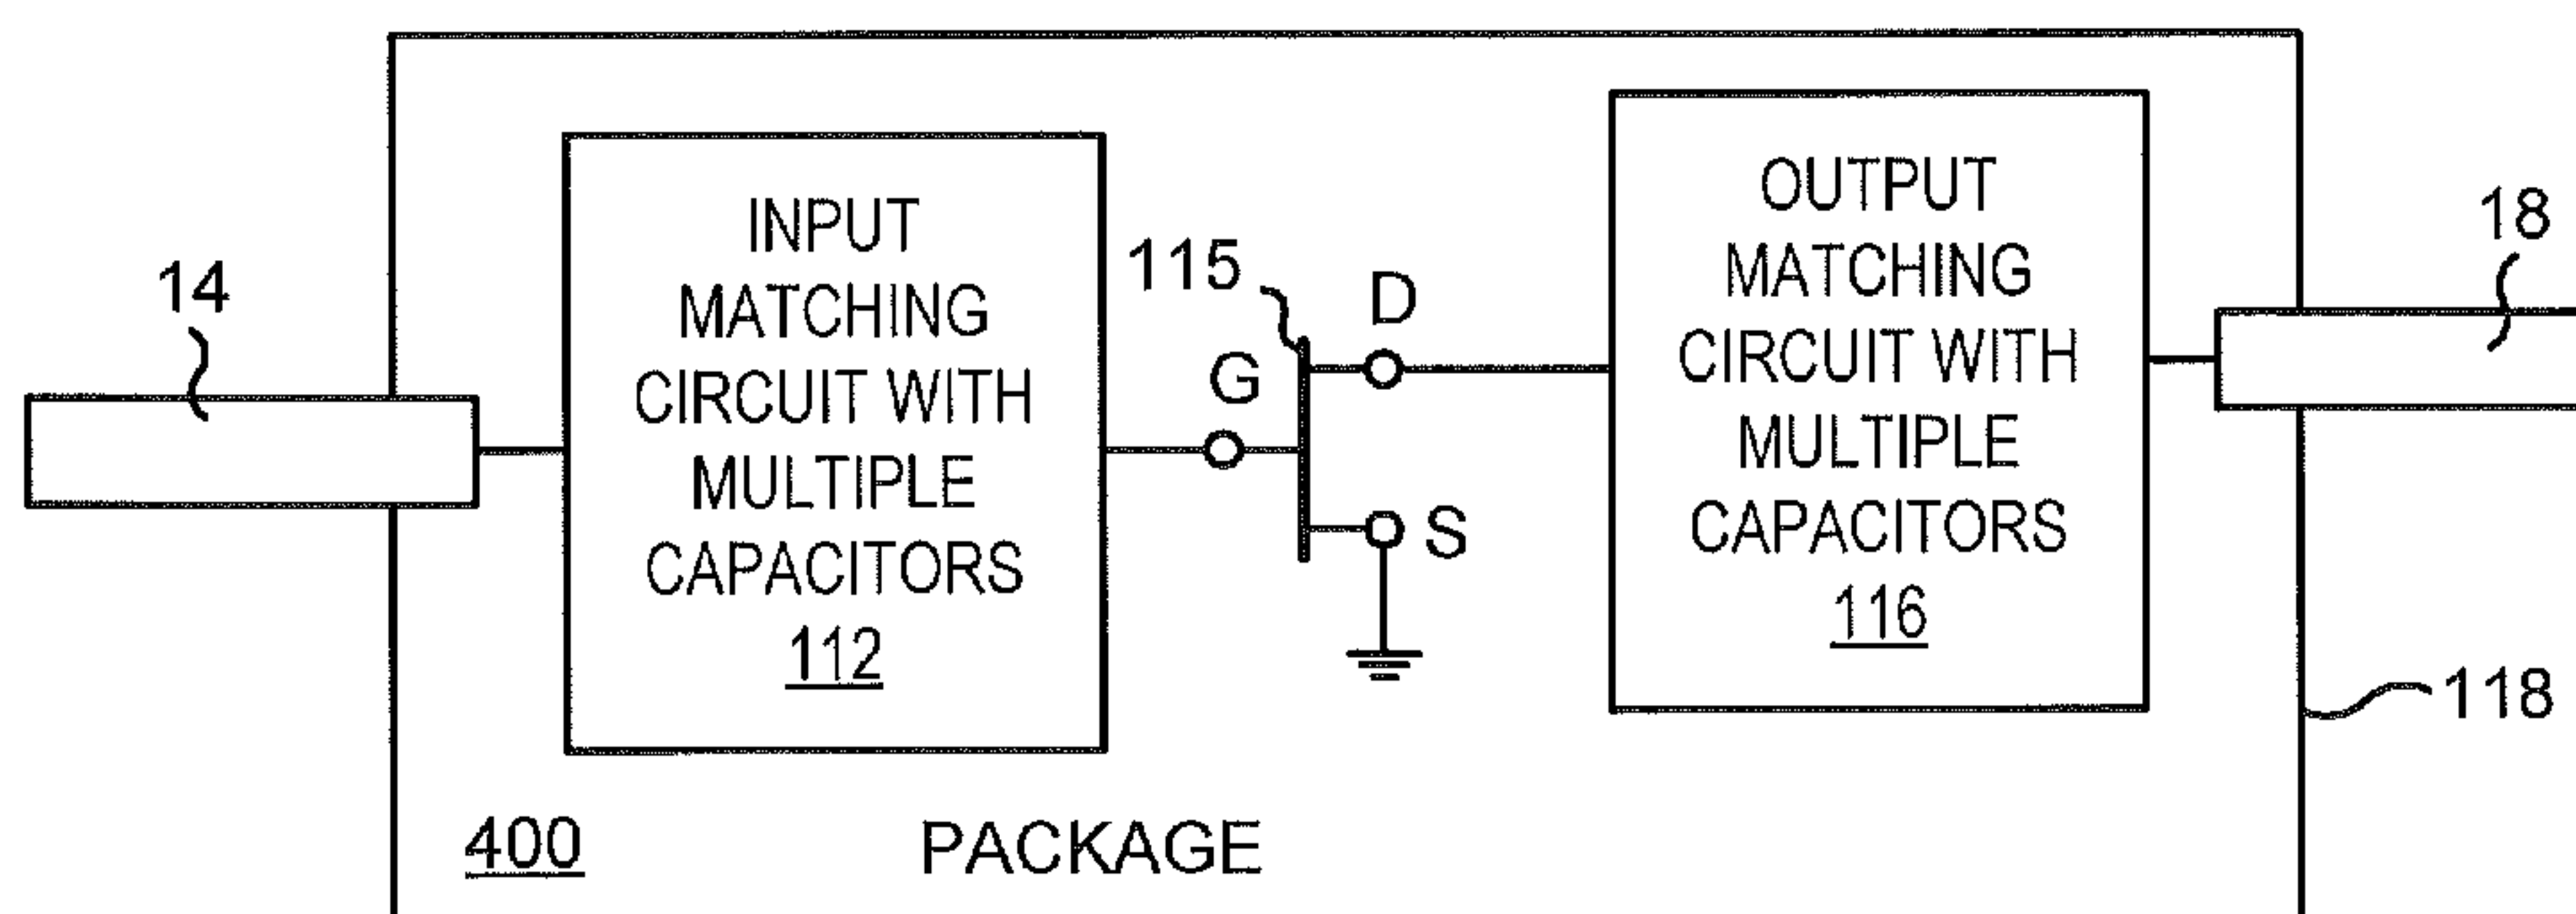 14
INPUT
MATCHING
CIRCUIT WITH
MULTIPLE
CAPACITORS
112
115
G
D
S
OUTPUT
MATCHING
CIRCUIT WITH
MULTIPLE
CAPACITORS
116
18
118
400
PACKAGE